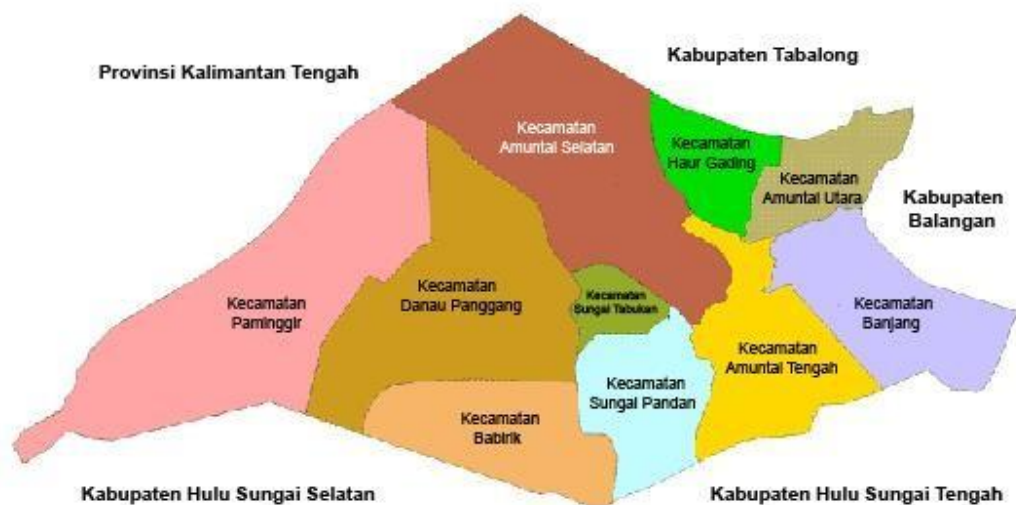 Kabupaten Tabalong
Provinsi Kalimantan Tengah
Kecamatan
Amuntai Selatan
Kecamatan
Haur Gading
Kecamatan
Amuntai Utara
Kabupaten
Balangan
Kecamatan
Danau Panggang
Kecamatan
Sungai Tabukan
Kecamatan
Paminggir
Kecamatan
Banjang
Kecamatan
Amuntai Tengah
Kecamatan
Sungai Pandan
Kecamatan
Babirik
Kabupaten Hulu Sungai Selatan
Kabupaten Hulu Sungai Tengah